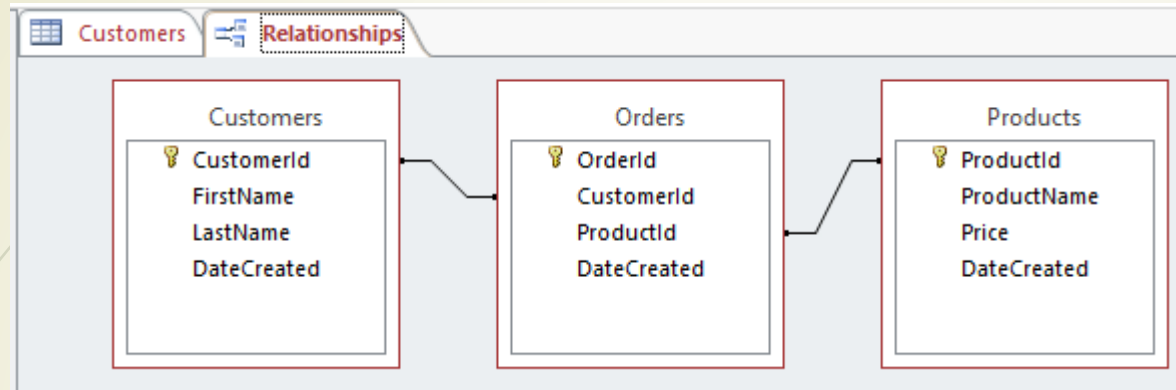 Customers
Relationships
Customers
CustomerId
FirstName
LastName
DateCreated
Orders
OrderId
CustomerId
ProductId
DateCreated
Products
ProductId
ProductName
Price
DateCreated